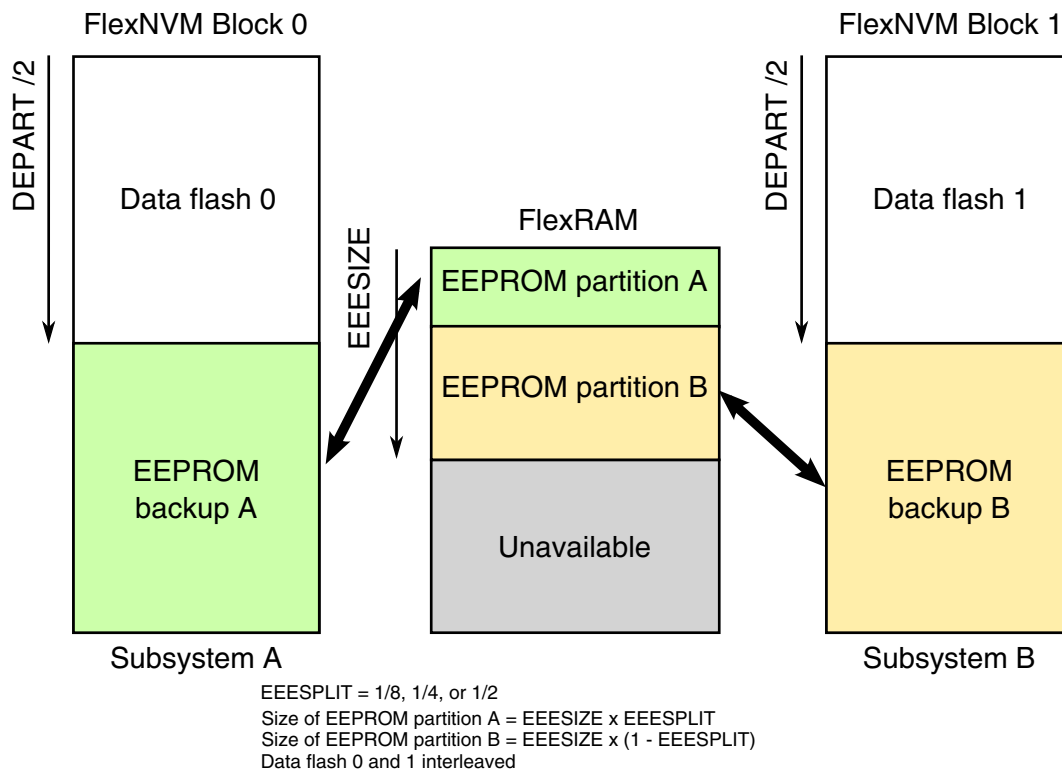 FlexNVM Block 0
FlexNVM Block 1
DEPART /2
Data flash 0
EEPROM
backup A
Subsystem A
FlexRAM
EEESIZE
EEPROM partition A
EEPROM partition B
Unavailable
DEPART /2
Data flash 1
EEPROM
backup B
Subsystem B
EEESPLIT = 1/8, 1/4, or 1/2
Size of EEPROM partition A = EEESIZE x EEESPLIT
Size of EEPROM partition B = EEESIZE x (1 - EEESPLIT)
Data flash 0 and 1 interleaved